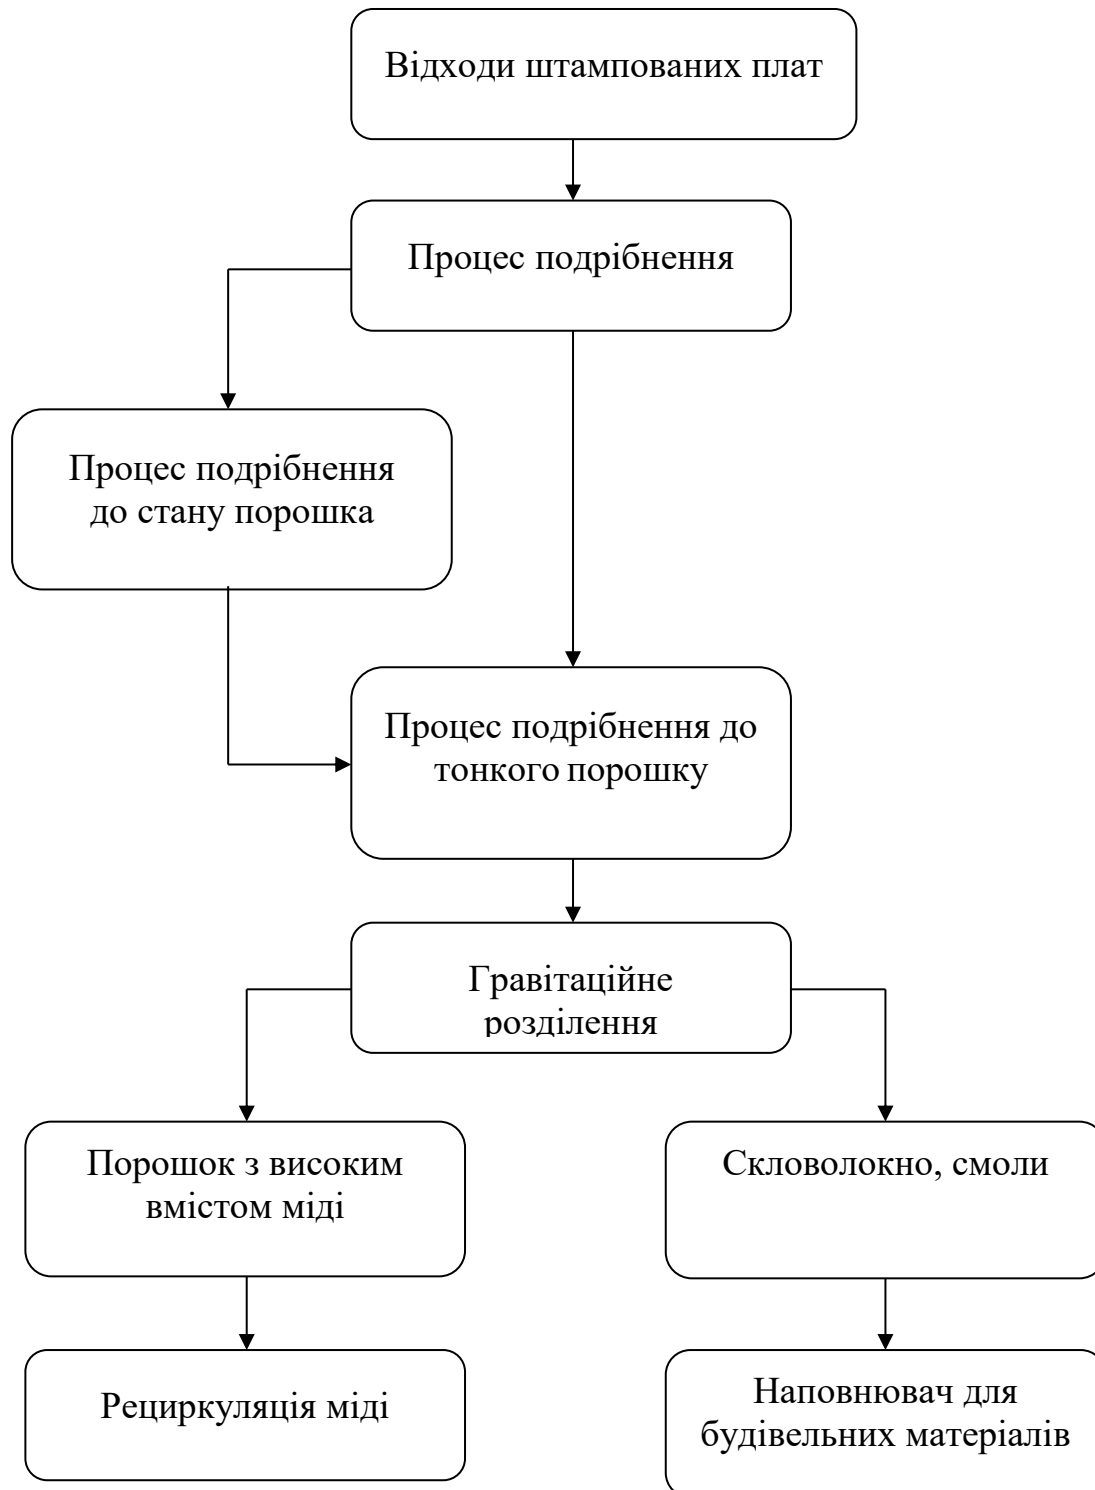 Відходи штампованих плат
Процес подрібнення
Процес подрібнення
до стану порошка
Процес подрібнення до
тонкого порошку
Гравітаційне
розділення
Порошок з високим
вмістом міді
Скловолокно, смоли
Рециркуляція міді
Наповнювач для
будівельних матеріалів